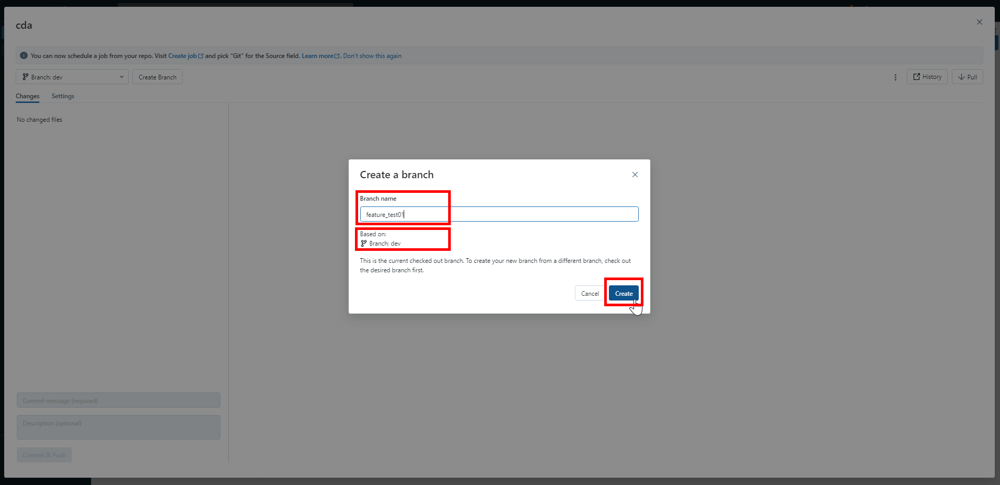 cda
You can now schedule a job from your repo. Visit Create job and pick “Git” for the Source field. Learn more. Don't show this again
Branch: dev
Create Branch
History
Pull
Changes
Settings
No changed files
Create a branch
Branch name
feature_test01
Based on:
Branch: dev
This is the current checked out branch. To create your new branch from a different branch, check out
the desired branch first.
Cancel
Create
Commit message (required)
Description (optional)
Commit & Push